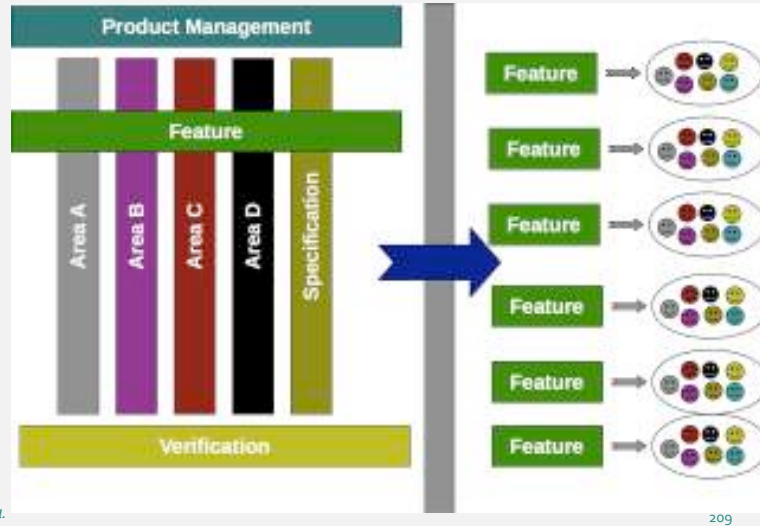 Product Management
Feature
Area A
Area B
Area C
Area D
Specification
Verification
Feature
Feature
Feature
Feature
Feature
Feature
209